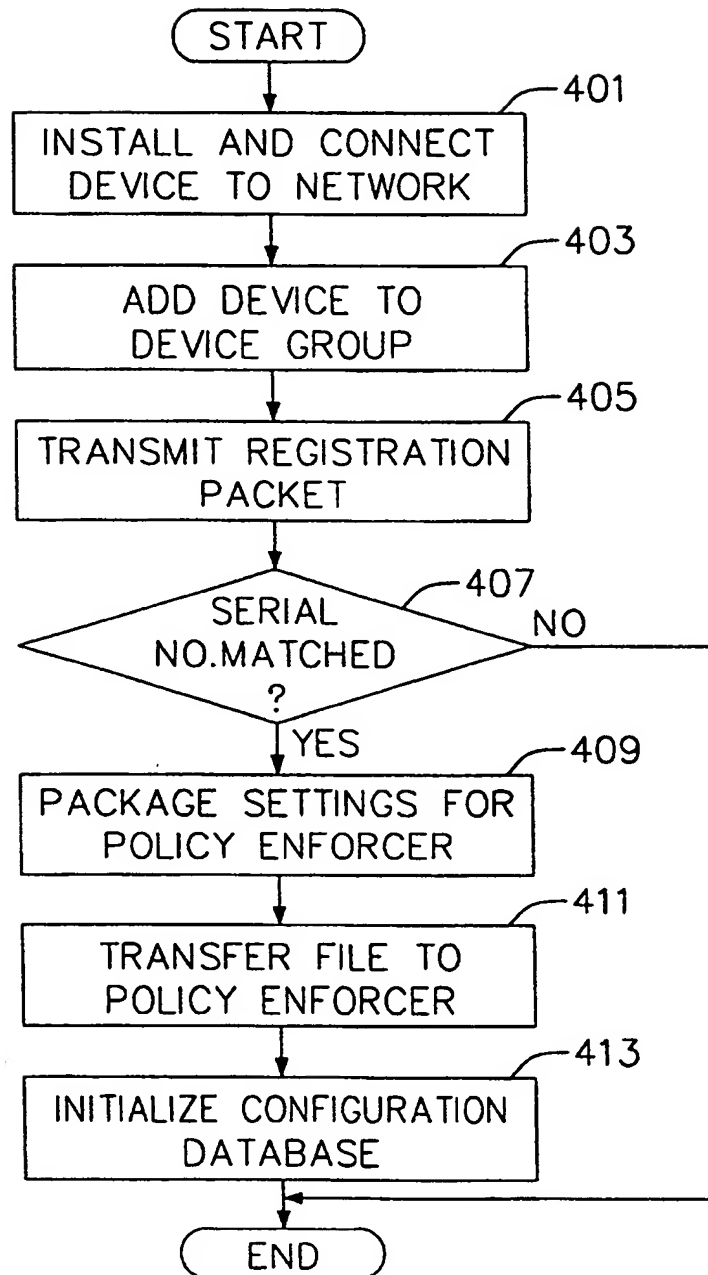 START
401
INSTALL AND CONNECT
DEVICE TO NETWORK
403
ADD DEVICE TO
DEVICE GROUP
405
TRANSMIT REGISTRATION
PACKET
407
SERIAL
NO.MATCHED
?
NO
YES
409
PACKAGE SETTINGS FOR
POLICY ENFORCER
411
TRANSFER FILE TO
POLICY ENFORCER
413
INITIALIZE CONFIGURATION
DATABASE
END